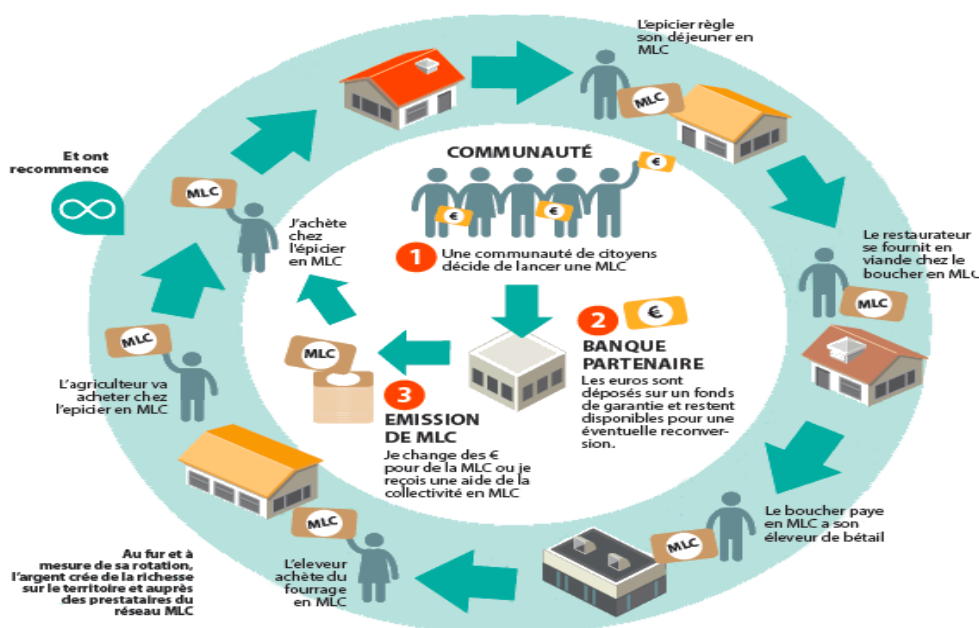 COMMUNAUTÉ
€
€
€
1
Une communauté de citoyens
décide de lancer une MLC
2
€
BANQUE
PARTENAIRE
Les euros sont
déposés sur un fonds
de garantie et restent
disponibles pour une
éventuelle reconver-
sion.
MLC
3
EMISSION
DE MLC
Je change des €
pour de la MLC ou je
reçois une aide de la
collectivité en MLC
MLC
J'achète
chez
l'épicier
en MLC
L'epicier règle
son déjeuner en
MLC
MLC
Le restaurateur
se fournit en
viande chez le
boucher en MLC
MLC
Le boucher paye
en MLC a son
éleveur de bétail
MLC
L'eleveur
achète du
fourrage
en MLC
MLC
L'agriculteur va
acheter chez
l'epicier en MLC
MLC
Et ont
recommence
Au fur et à
mesure de sa rotation,
l'argent crée de la richesse
sur le territoire et auprès
des prestataires du
réseau MLC